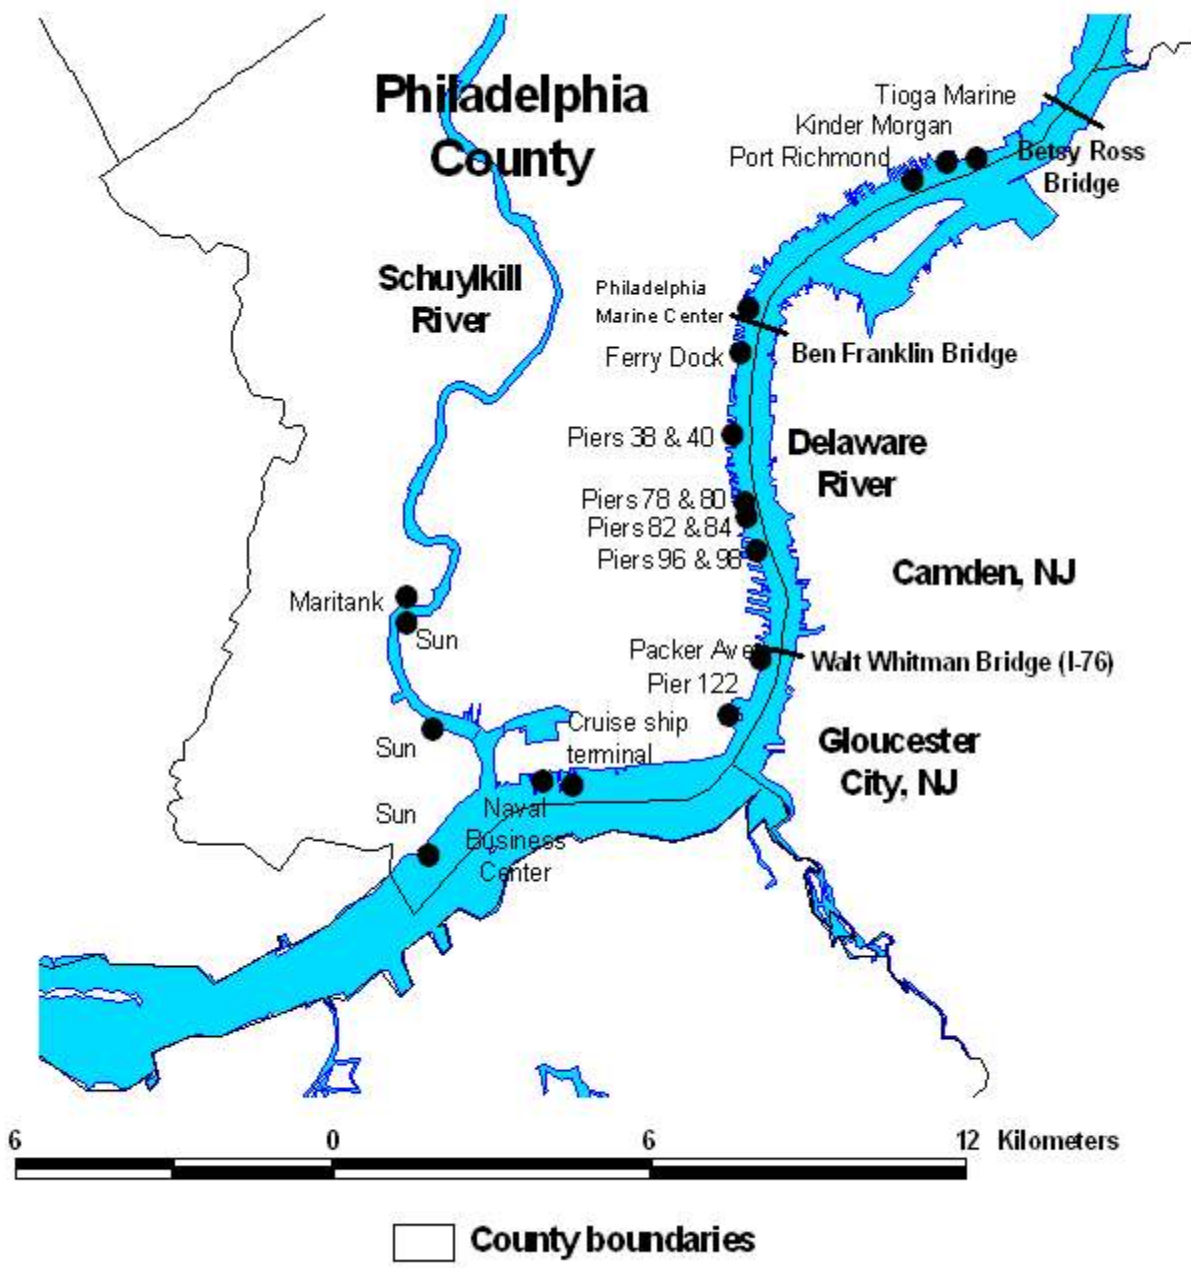 Philadelphia
County
Tioga Marine
Kinder Morgan
Port Richmond
Betsy Ross
Bridge
Schuylkill
River
Philadelphia
Marine Center
Ben Franklin Bridge
Ferry Dock
Piers 38 & 40
Delaware
River
Piers 78 & 80
Piers 82 & 84
Piers 96 & 98
Camden, NJ
Maritank
Sun
Packer Ave
Walt Whitman Bridge (I-76)
Pier 122
Cruise ship
terminal
Sun
Gloucester
City, NJ
Sun
Naval
Business
Center
6 0 6 12 Kilometers
County boundaries